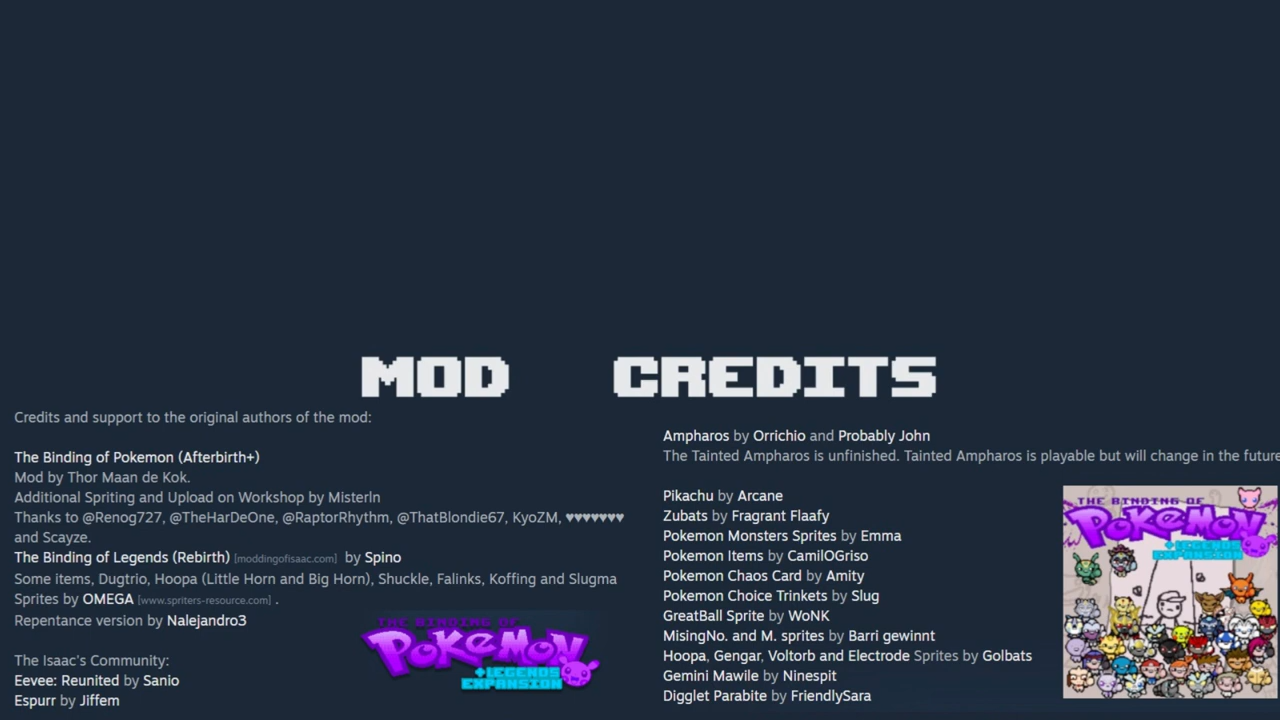 MOD CREDITS
Credits and support to the original authors of the mod:
The Binding of Pokemon (Afterbirth+)
Mod by Thor Maan de Kok.
Additional Spriting and Upload on Workshop by Misterln
Thanks to @Renog727, @TheHarDeOne, @RaptorRhythm, @ThatBlondie67, KyoZM, ♥♥♥♥♥♥♥
and Scayze.
The Binding of Legends (Rebirth) [moddingofisaac.com] by Spino
Some items, Dugtrio, Hoopa (Little Horn and Big Horn), Shuckle, Falinks, Koffing and Slugma
Sprites by OMEGA [www.spriters-resource.com] .
Repentance version by Nalejandro3
The Isaac's Community:
Eevee: Reunited by Sanio
Espurr by Jiffem
THE BINDING OF
POKEMON
+LEGENDS
EXPANSION
Ampharos by Orrichio and Probably John
The Tainted Ampharos is unfinished. Tainted Ampharos is playable but will change in the future
Pikachu by Arcane
Zubats by Fragrant Flaafy
Pokemon Monsters Sprites by Emma
Pokemon Items by CamilOGriso
Pokemon Chaos Card by Amity
Pokemon Choice Trinkets by Slug
GreatBall Sprite by WoNK
MisingNo. and M. sprites by Barri gewinnt
Hoopa, Gengar, Voltorb and Electrode Sprites by Golbats
Gemini Mawile by Ninespit
Digglet Parabite by FriendlySara
THE BINDING OF
POKEMON
+LEGENDS
EXPANSION